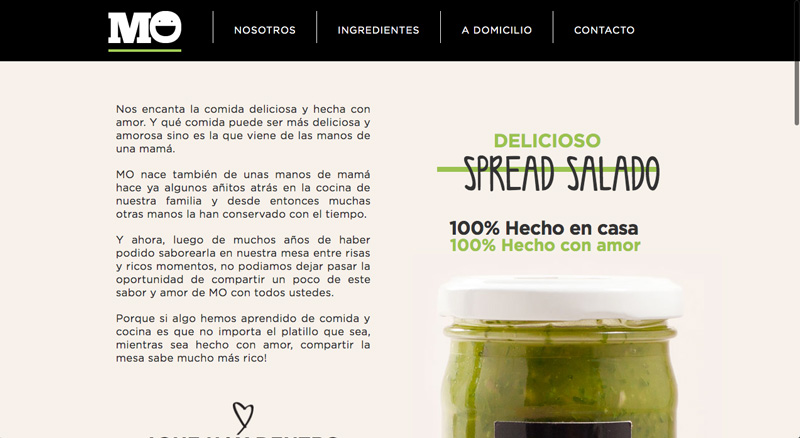 MO
NOSOTROS
INGREDIENTES
A DOMICILIO
CONTACTO
Nos encanta la comida deliciosa y hecha con
amor. Y qué comida puede ser más deliciosa y
amorosa sino es la que viene de las manos de
una mamá.
MO nace también de unas manos de mamá
hace ya algunos añitos atrás en la cocina de
nuestra familia y desde entonces muchas
otras manos la han conservado con el tiempo.
Y ahora, luego de muchos años de haber
podido saborearla en nuestra mesa entre risas
y ricos momentos, no podiamos dejar pasar la
oportunidad de compartir un poco de este
sabor y amor de MO con todos ustedes.
Porque si algo hemos aprendido de comida y
cocina es que no importa el platillo que sea,
mientras sea hecho con amor, compartir la
mesa sabe mucho más rico!
DELICIOSO
SPREAD SALADO
100% Hecho en casa
100% Hecho con amor